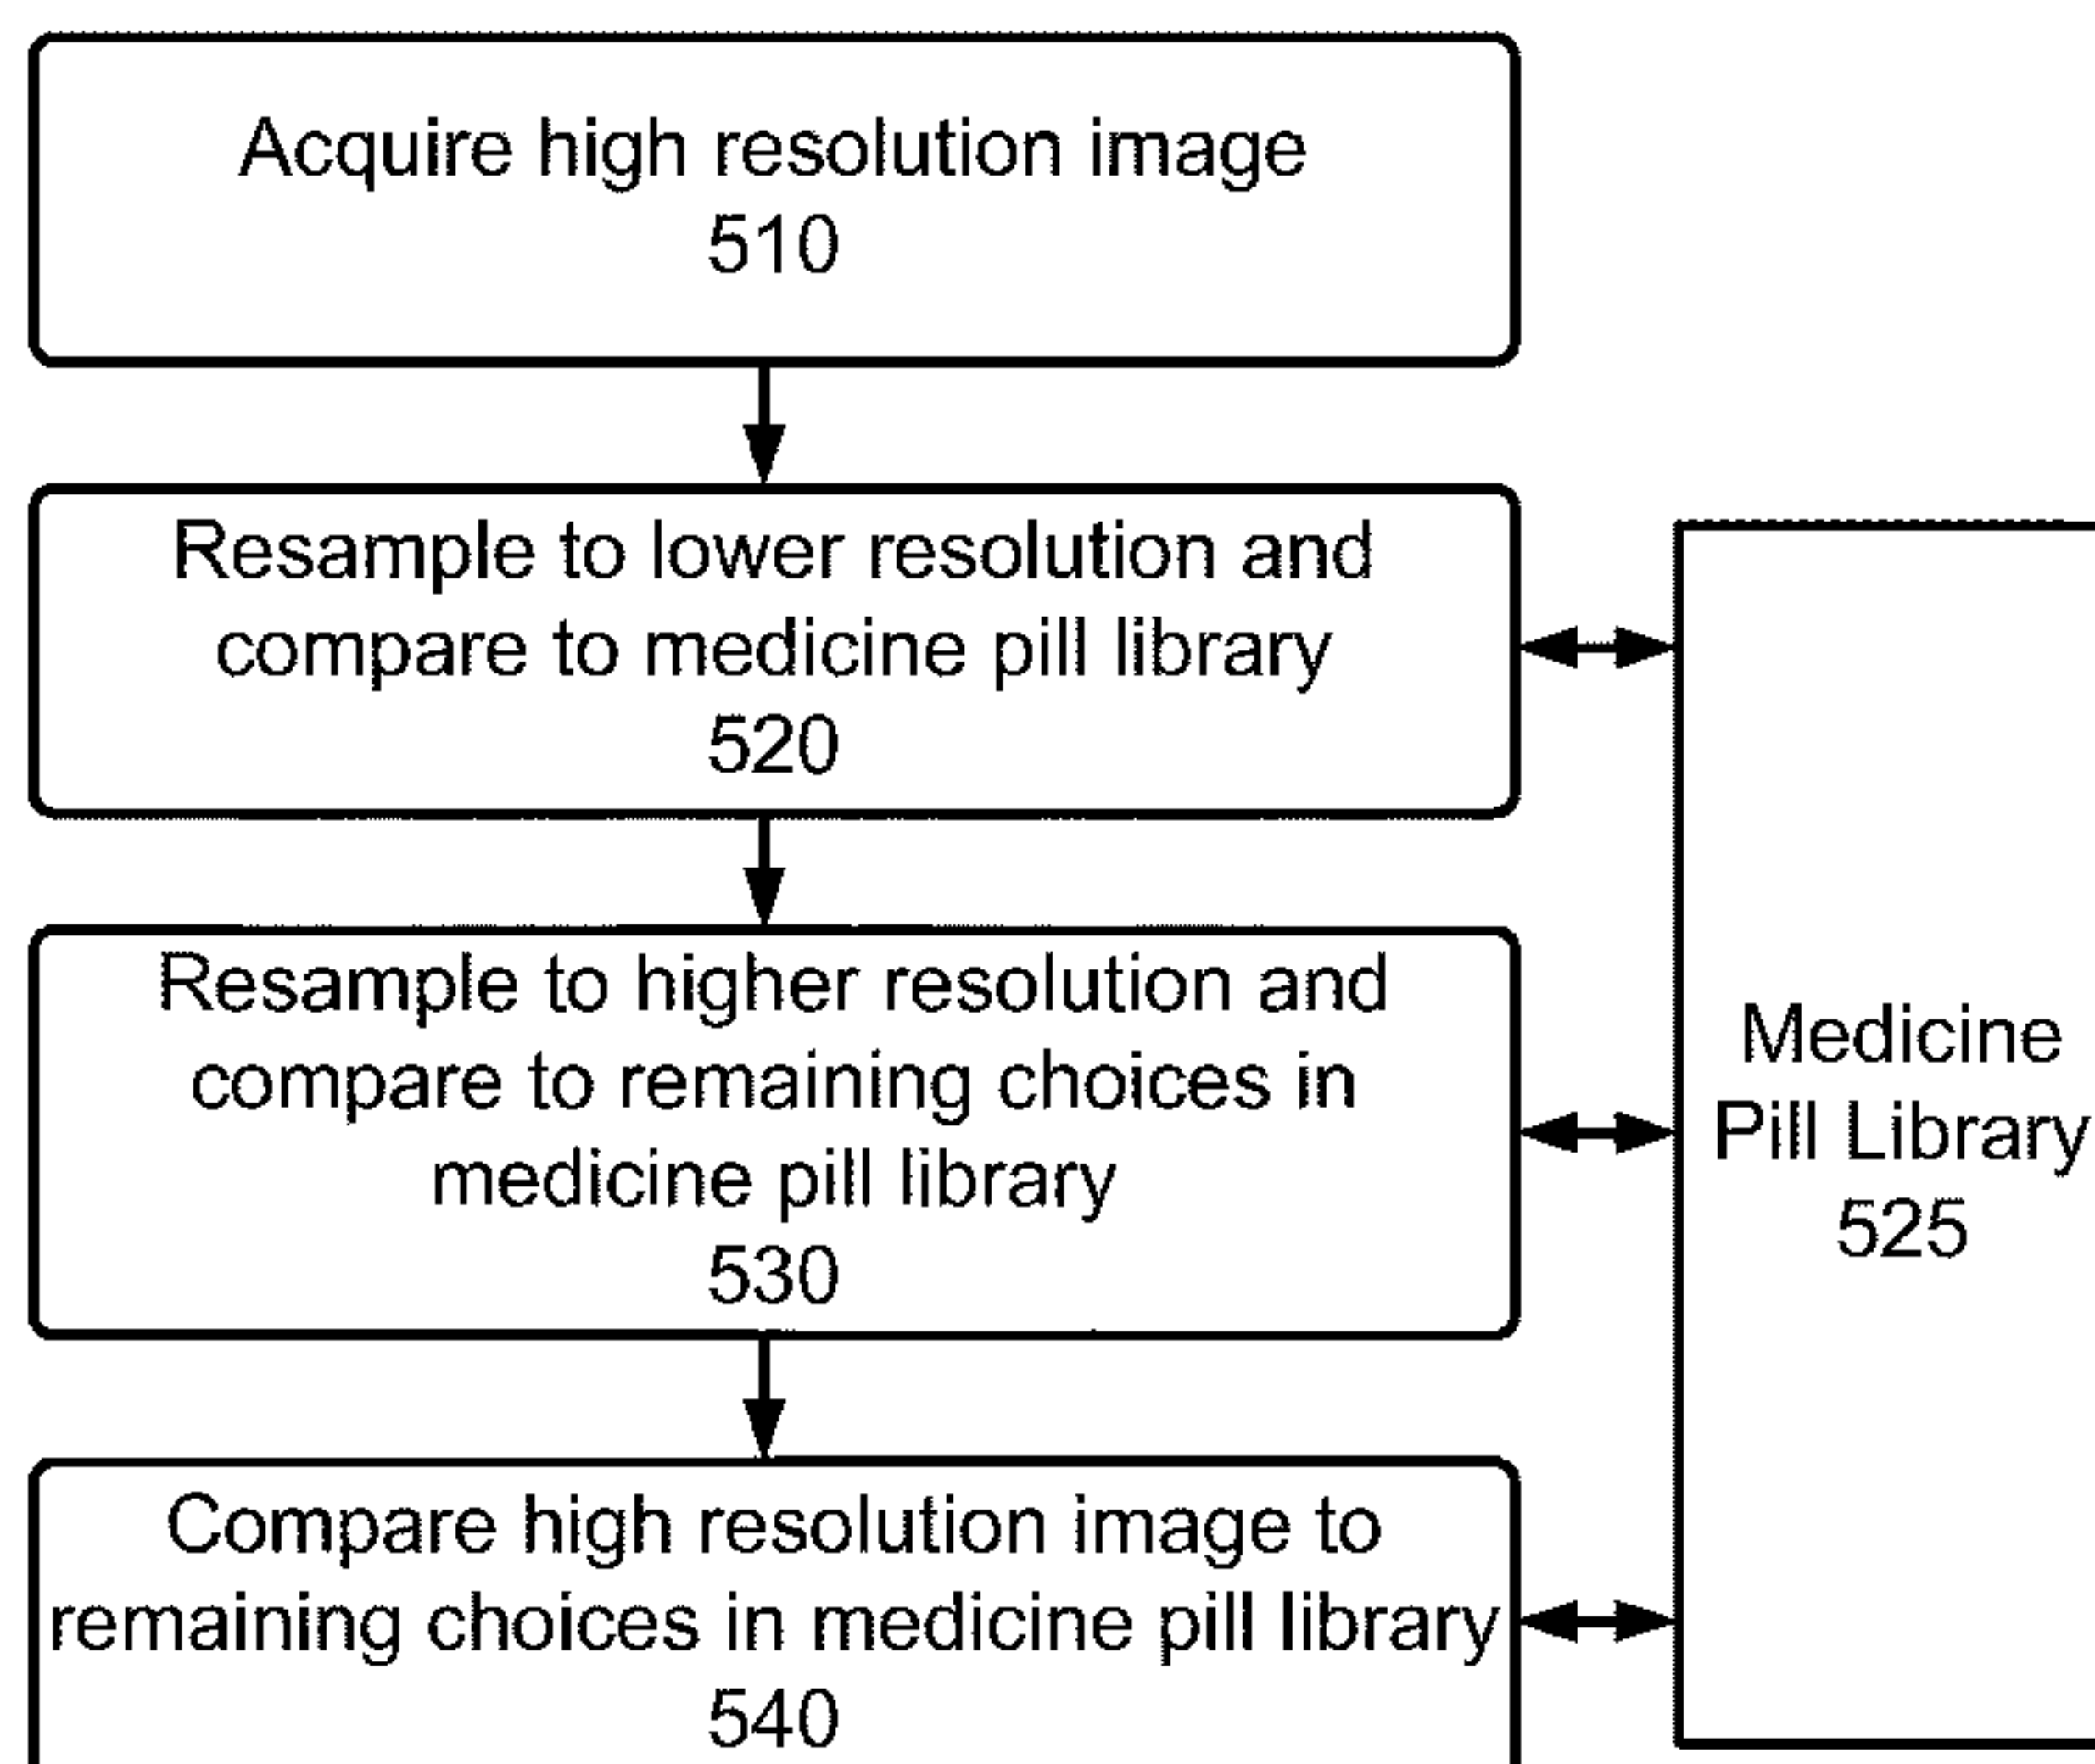 Acquire high resolution image
510
Resample to lower resolution and
compare to medicine pill library
520
Resample to higher resolution and
compare to remaining choices in
medicine pill library
530
Compare high resolution image to
remaining choices in medicine pill library
540
Medicine
Pill Library
525